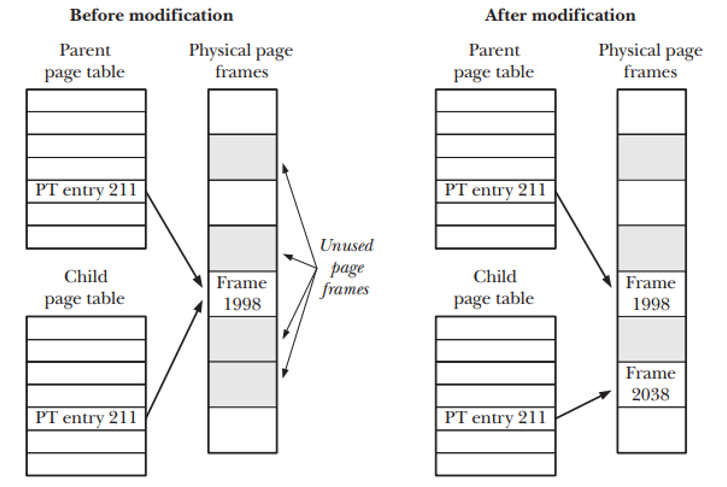 Before modification
Parent
page table
Physical page
frames
PT entry 211
Child
page table
Frame
1998
Unused
page
frames
PT entry 211
After modification
Parent
page table
Physical page
frames
PT entry 211
Child
page table
Frame
1998
Frame
2038
PT entry 211